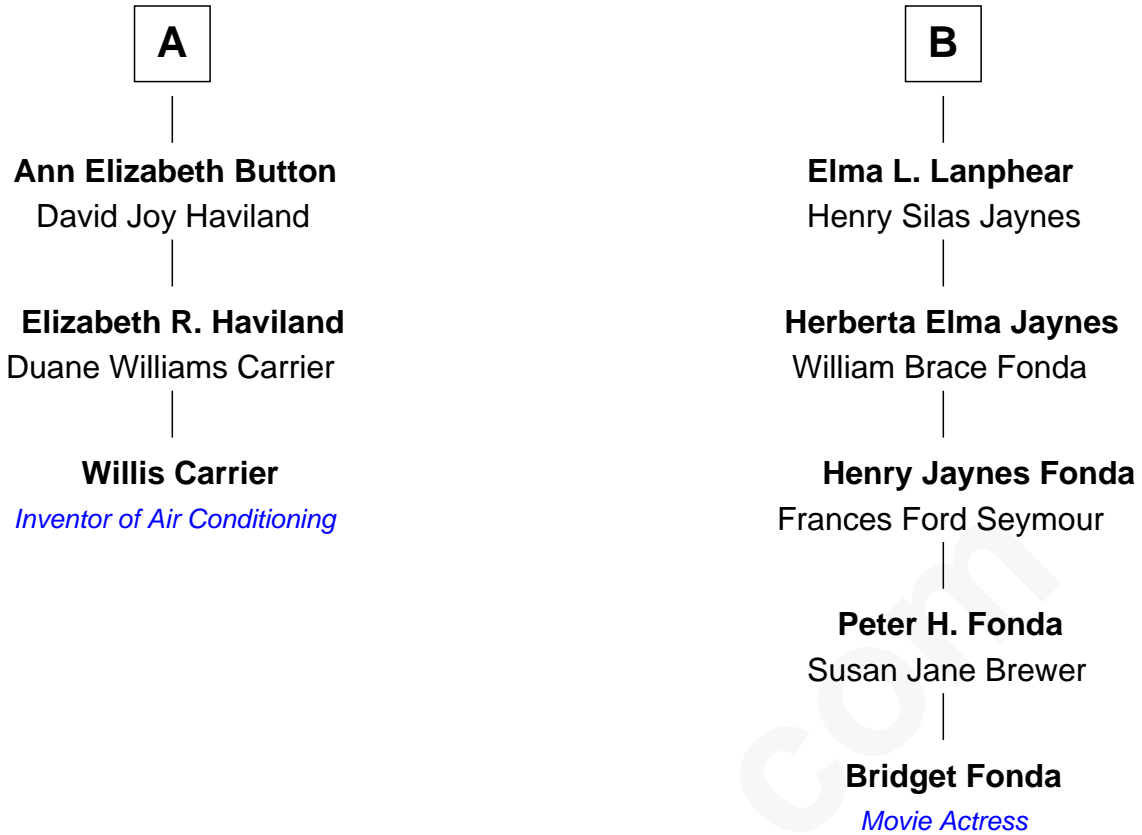 A
Ann Elizabeth Button
David Joy Haviland
Elizabeth R. Haviland
Duane Williams Carrier
Willis Carrier
Inventor of Air Conditioning
B
Elma L. Lanphear
Henry Silas Jaynes
Herberta Elma Jaynes
William Brace Fonda
Henry Jaynes Fonda
Frances Ford Seymour
Peter H. Fonda
Susan Jane Brewer
Bridget Fonda
Movie Actress
com